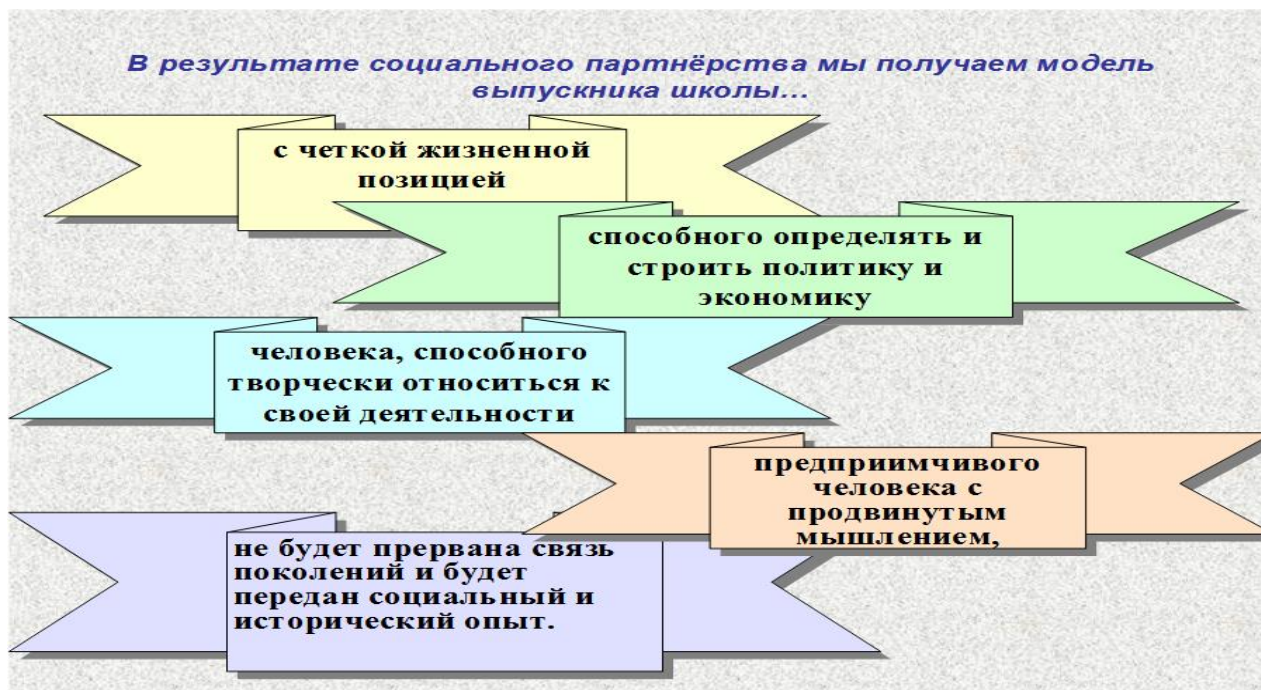 В результате социального партнёрства мы получаем модель
выпускника школы...
с четкой жизненной
позицией
способного определять и
строить политику и
экономику
человека, способного
творчески относиться к
своей деятельности
предприимчивого
человека с
продвинутым
мышлением,
не будет прервана связь
поколений и будет
передан социальный и
исторический опыт.